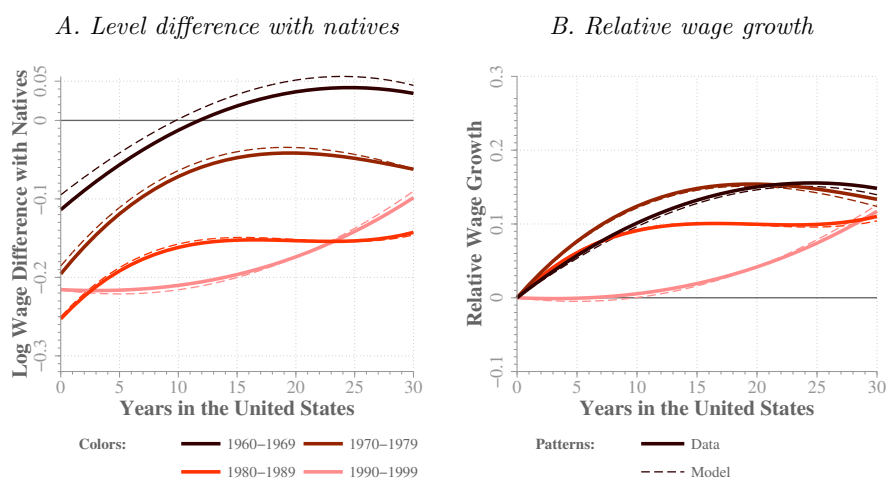 A. Level difference with natives
Log Wage Difference with Natives
0.05
0
−0.1
−0.2
−0.3
0 5 10 15 20 25 30
Years in the United States
B. Relative wage growth
Relative Wage Growth
0.3
0.2
0.1
0
−0.1
0 5 10 15 20 25 30
Years in the United States
Colors: 1960−1969 1970−1979
1980−1989 1990−1999
Patterns: Data
Model